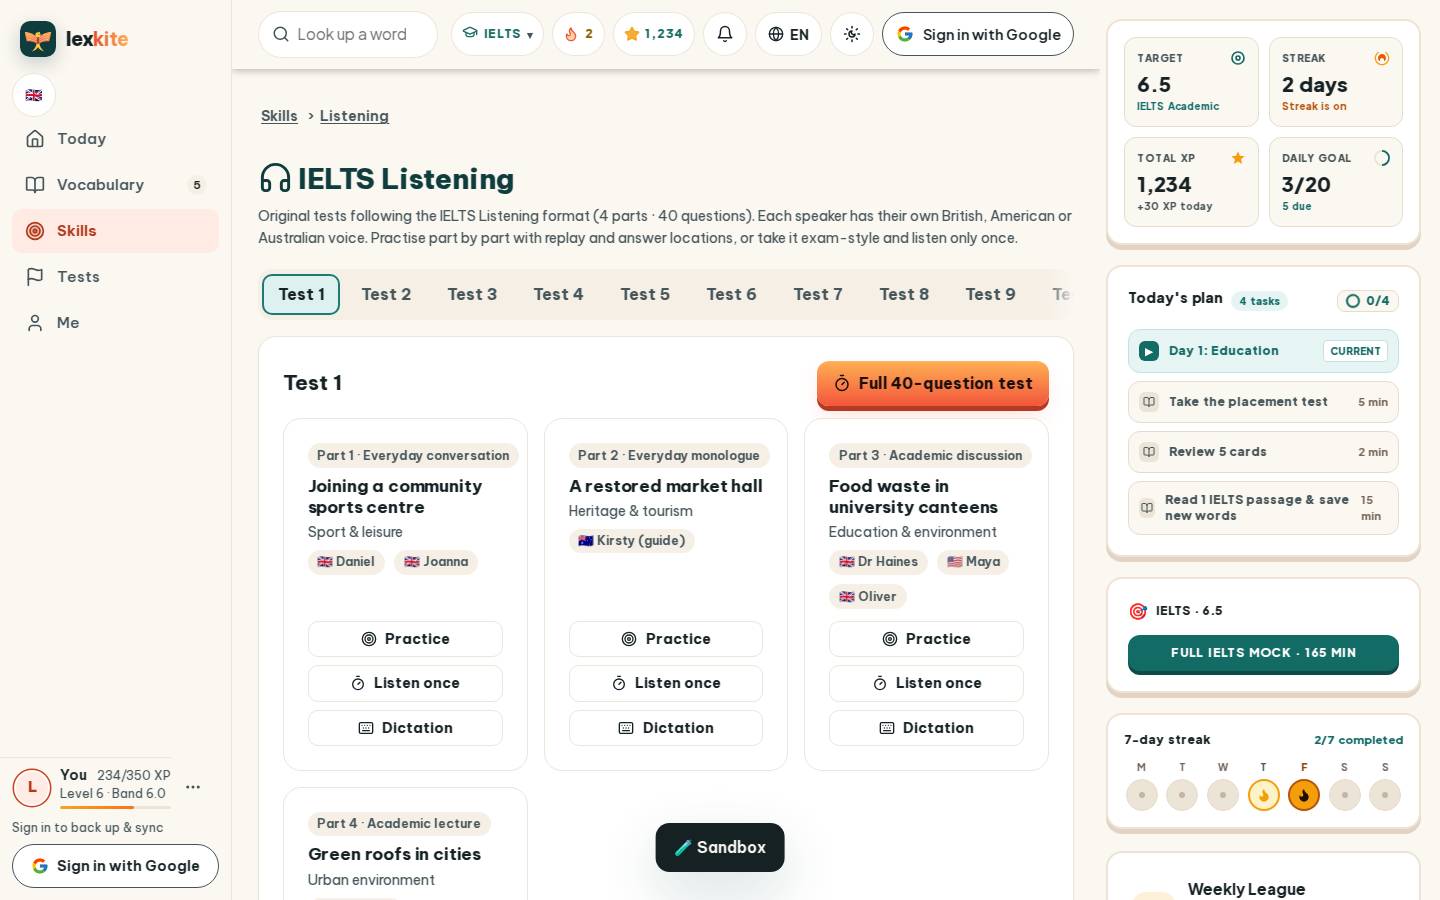 lexkite
Today
Vocabulary 5
Skills
Tests
Me
L
You 234/350 XP
Level 6 · Band 6.0
Sign in to back up & sync
Sign in with Google
Look up a word
IELTS ▾
2
1,234
EN
Sign in with Google
Skills › Listening
IELTS Listening
Original tests following the IELTS Listening format (4 parts · 40 questions). Each speaker has their own British, American or
Australian voice. Practise part by part with replay and answer locations, or take it exam-style and listen only once.
Test 1 Test 2 Test 3 Test 4 Test 5 Test 6 Test 7 Test 8 Test 9 Te
Test 1
Full 40-question test
Part 1 · Everyday conversation
Joining a community
sports centre
Sport & leisure
Daniel Joanna
Practice
Listen once
Dictation
Part 2 · Everyday monologue
A restored market hall
Heritage & tourism
Kirsty (guide)
Practice
Listen once
Dictation
Part 3 · Academic discussion
Food waste in
university canteens
Education & environment
Dr Haines Maya
Oliver
Practice
Listen once
Dictation
Part 4 · Academic lecture
Green roofs in cities
Urban environment
Sandbox
TARGET
6.5
IELTS Academic
STREAK
2 days
Streak is on
TOTAL XP
1,234
+30 XP today
DAILY GOAL
3/20
5 due
Today's plan 4 tasks 0/4
Day 1: Education CURRENT
Take the placement test 5 min
Review 5 cards 2 min
Read 1 IELTS passage & save 15
new words min
IELTS · 6.5
FULL IELTS MOCK · 165 MIN
7-day streak 2/7 completed
M T W T F S S
Weekly League